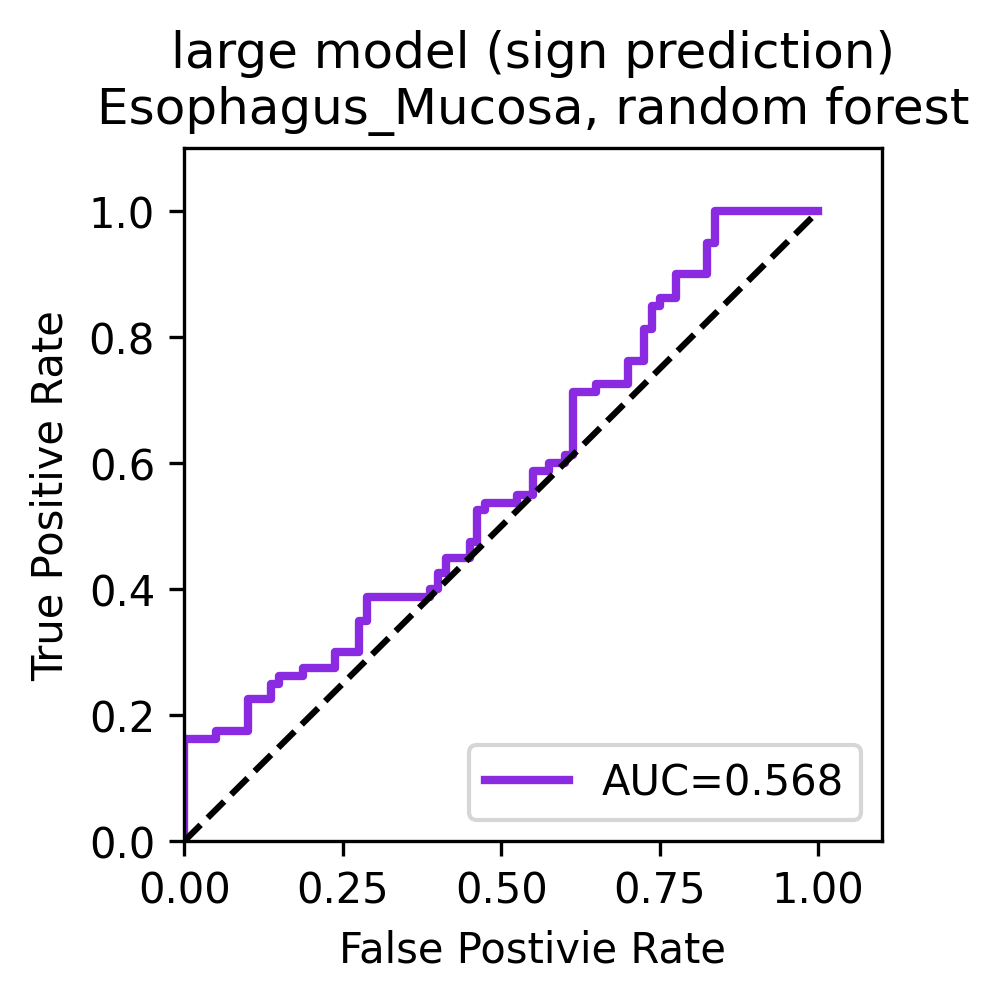 large model (sign prediction)
Esophagus_Mucosa, random forest
1.0
0.8
0.6
0.4
0.2
0.0
True Positive Rate
AUC=0.568
0.00 0.25 0.50 0.75 1.00
False Postivie Rate